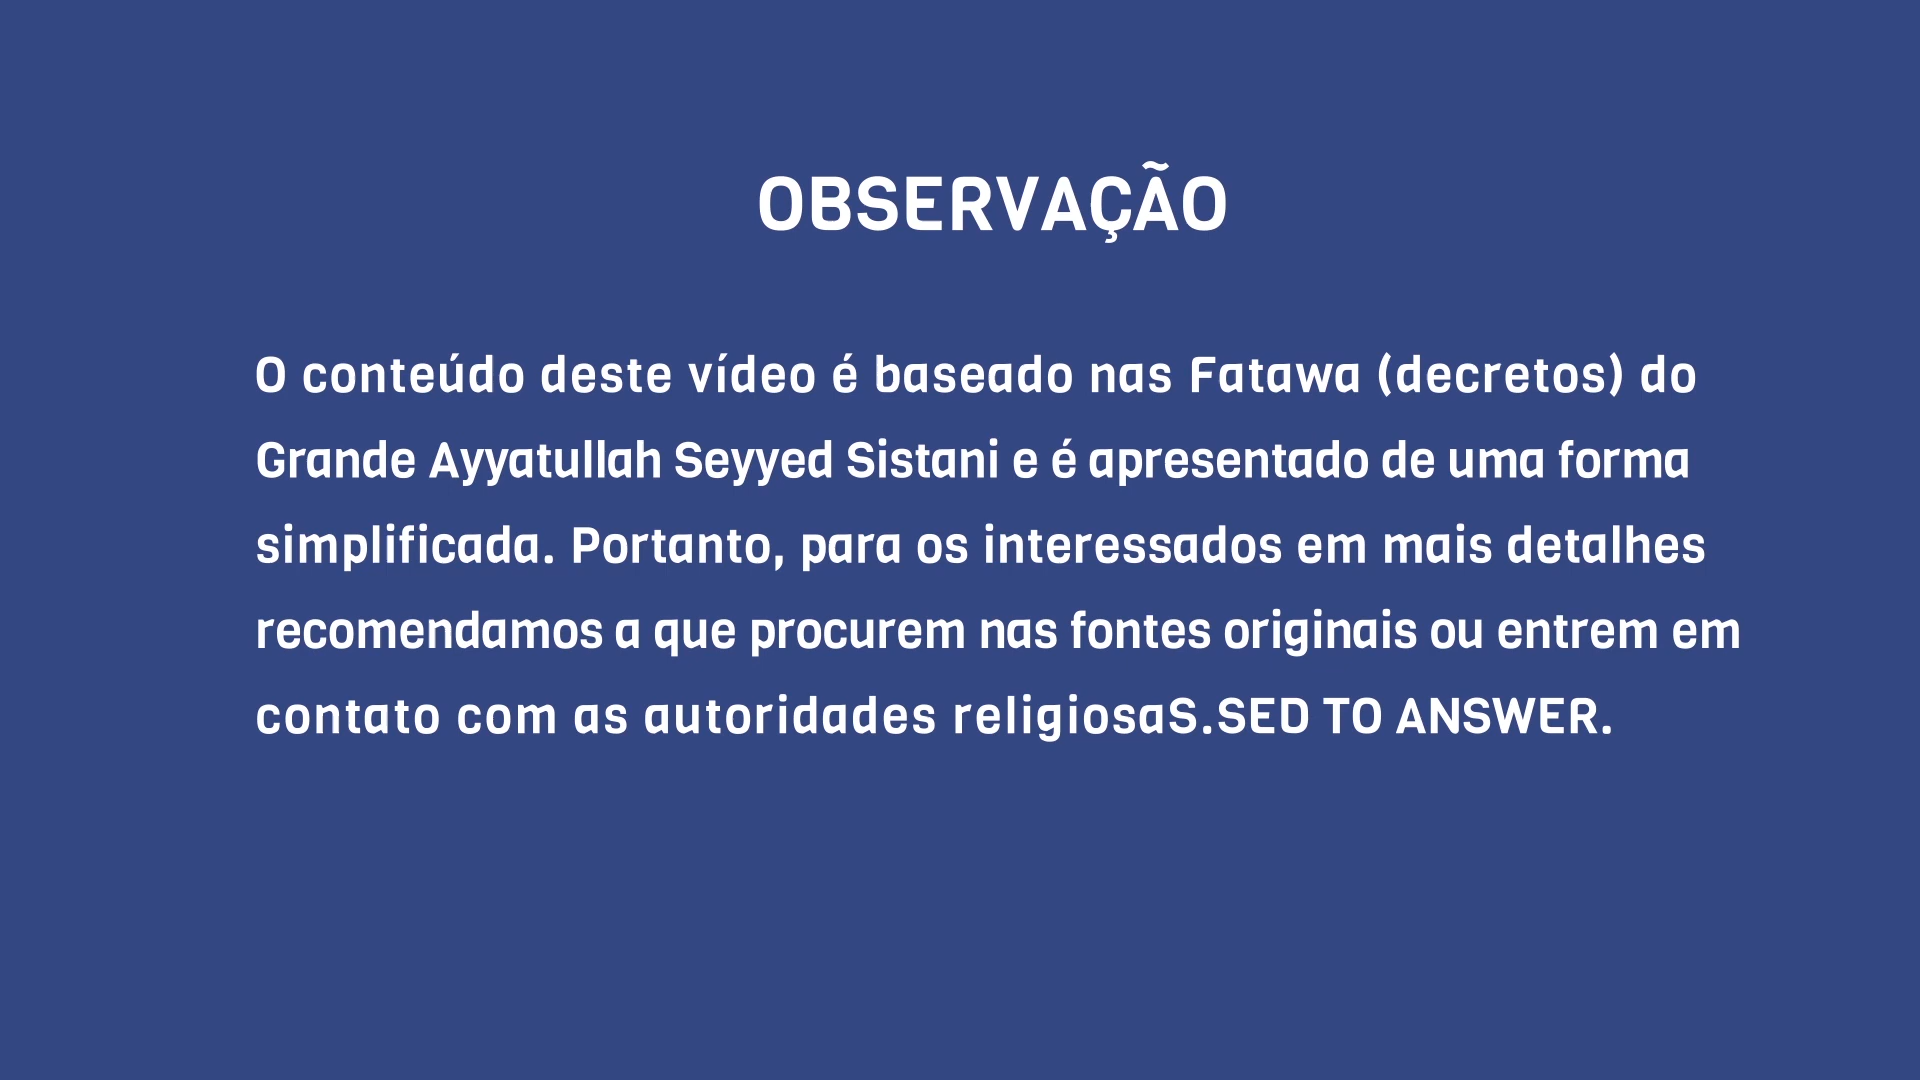 OBSERVAÇÃO
O conteúdo deste vídeo é baseado nas Fatawa (decretos) do
Grande Ayyatullah Seyyed Sistani e é apresentado de uma forma
simplificada. Portanto, para os interessados em mais detalhes
recomendamos a que procurem nas fontes originais ou entrem em
contato com as autoridades religiosaS.SED TO ANSWER.